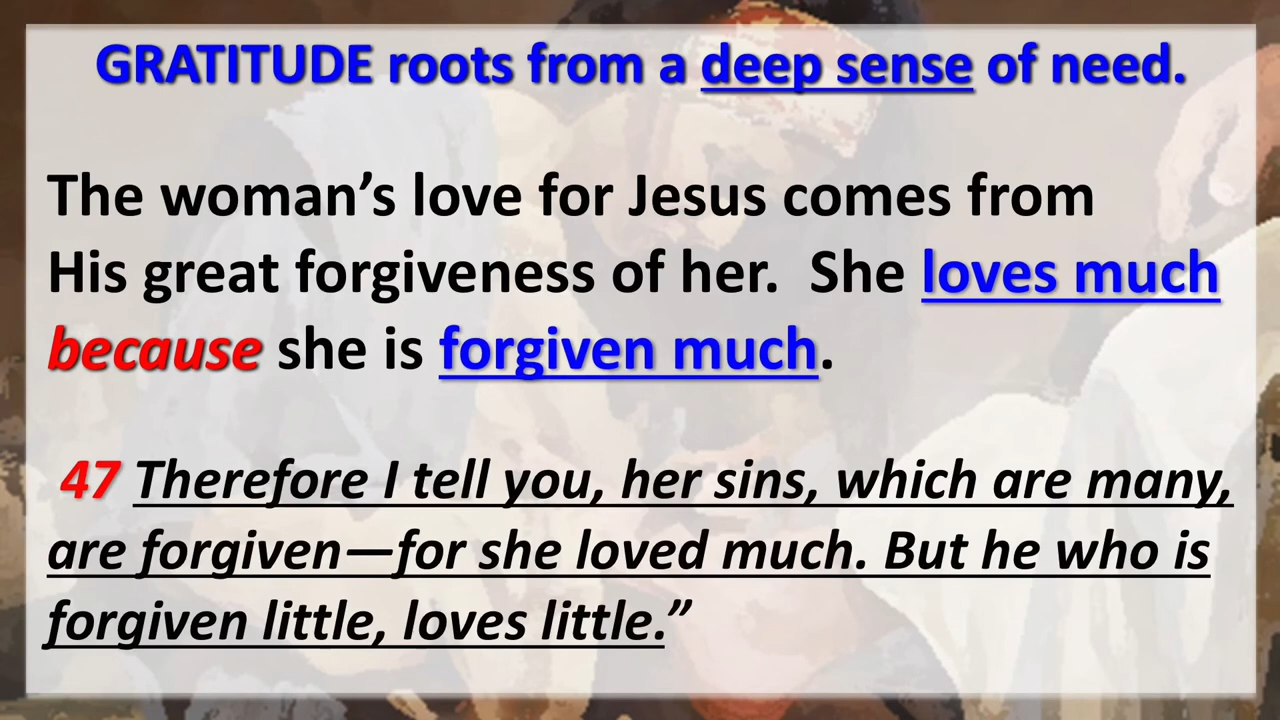 GRATITUDE roots from a deep sense of need.
The woman’s love for Jesus comes from
His great forgiveness of her.  She loves much
because she is forgiven much.
47 Therefore I tell you, her sins, which are many,
are forgiven—for she loved much. But he who is
forgiven little, loves little.”